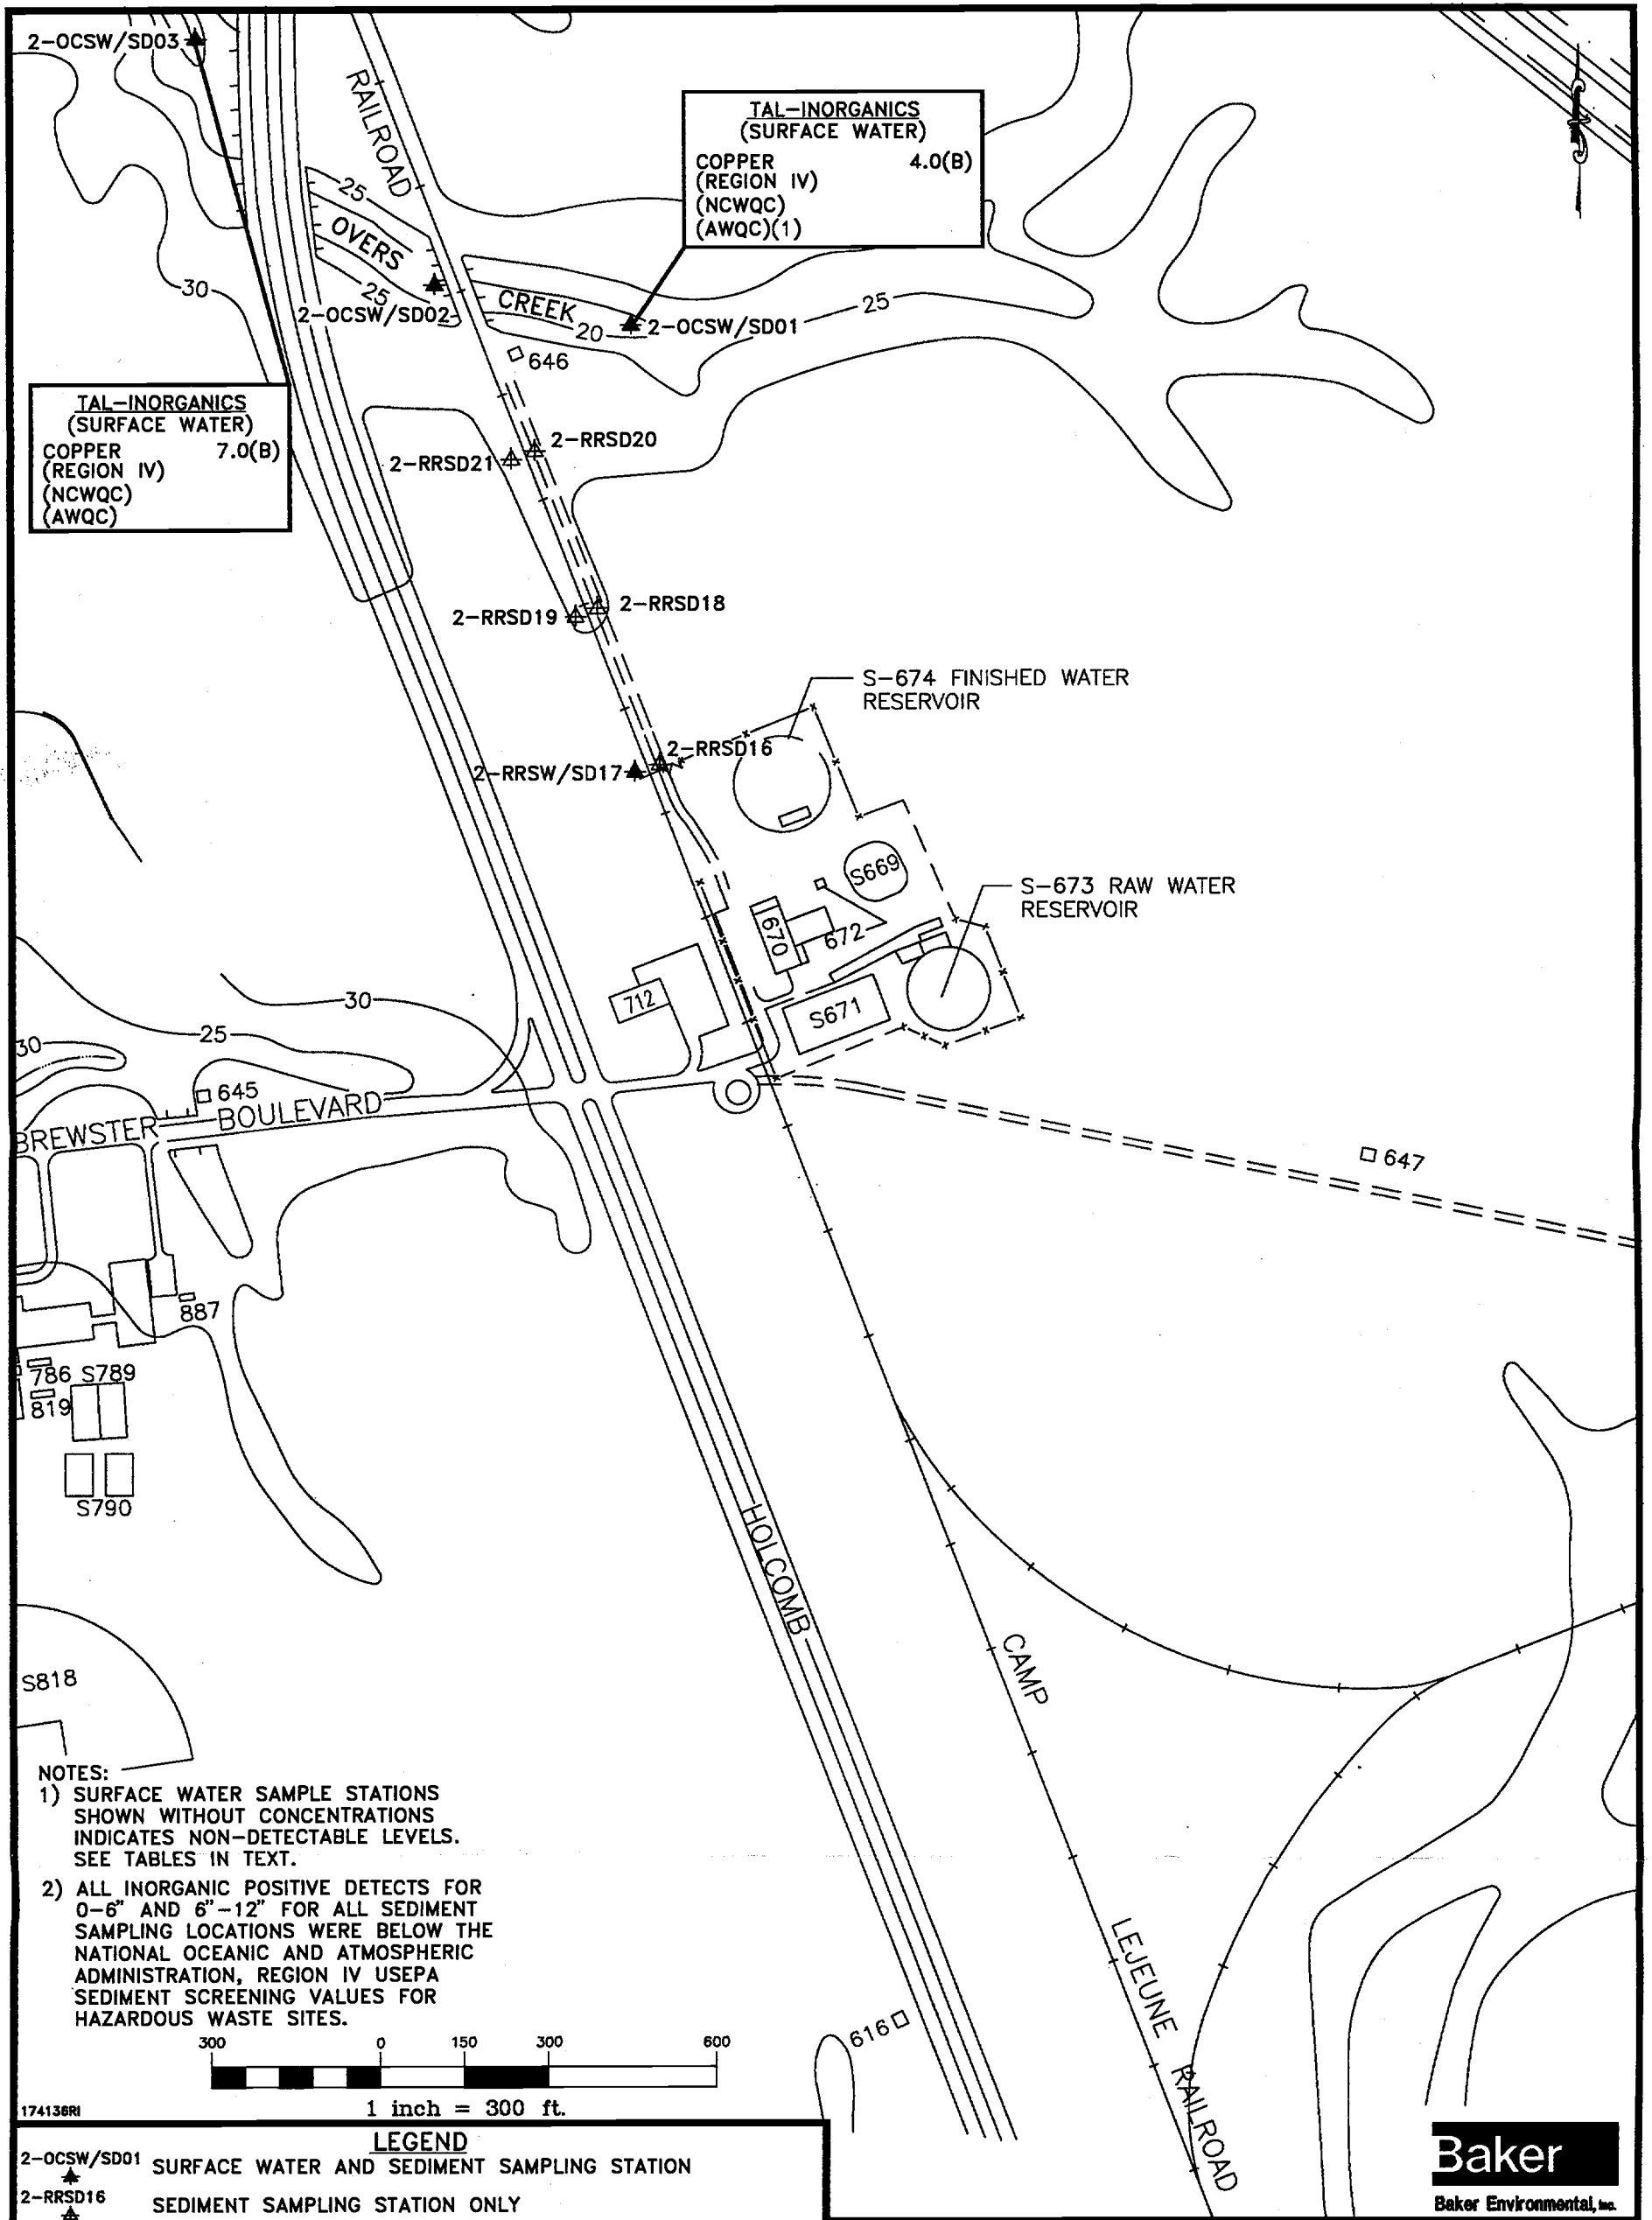 2-OCSW/SD03
RAILROAD
TAL-INORGANICS
(SURFACE WATER)
COPPER 4.0(B)
(REGION IV)
(NCWQC)
(AWQC)(1)
25
OVERS
25
30
2-OCSW/SD02
CREEK
20
2-OCSW/SD01
25
646
TAL-INORGANICS
(SURFACE WATER)
COPPER 7.0(B)
(REGION IV)
(NCWQC)
(AWQC)
2-RRSD20
2-RRSD21
2-RRSD18
2-RRSD19
S-674 FINISHED WATER
RESERVOIR
2-RRSD16
2-RRSW/SD17
S669
S-673 RAW WATER
RESERVOIR
670
672
712
S671
30
25
30
645
BREWSTER BOULEVARD
647
887
786 S789
819
S790
HOLCOMB
CAMP
S818
NOTES:
1) SURFACE WATER SAMPLE STATIONS
SHOWN WITHOUT CONCENTRATIONS
INDICATES NON-DETECTABLE LEVELS.
SEE TABLES IN TEXT.
2) ALL INORGANIC POSITIVE DETECTS FOR
0-6" AND 6"-12" FOR ALL SEDIMENT
SAMPLING LOCATIONS WERE BELOW THE
NATIONAL OCEANIC AND ATMOSPHERIC
ADMINISTRATION, REGION IV USEPA
SEDIMENT SCREENING VALUES FOR
HAZARDOUS WASTE SITES.
LEJEUNE
RAILROAD
616
300 0 150 300 600
1 inch = 300 ft.
174136RI
LEGEND
2-OCSW/SD01 SURFACE WATER AND SEDIMENT SAMPLING STATION
2-RRSD16 SEDIMENT SAMPLING STATION ONLY
Baker
Baker Environmental, Inc.